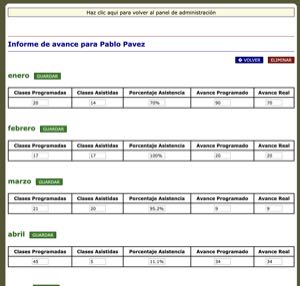 Haz clic aqui para volver al panel de administración
Informe de avance para Pablo Pavez
� VOLVER ELIMINAR
enero GUARDAR
Clases Programadas Clases Asistidas Porcentaje Asistencia Avance Programado Avance Real
20 14 70% 90 70
febrero GUARDAR
Clases Programadas Clases Asistidas Porcentaje Asistencia Avance Programado Avance Real
17 17 100% 20 20
marzo GUARDAR
Clases Programadas Clases Asistidas Porcentaje Asistencia Avance Programado Avance Real
21 20 95.2% 9 9
abril GUARDAR
Clases Programadas Clases Asistidas Porcentaje Asistencia Avance Programado Avance Real
45 5 11.1% 34 34